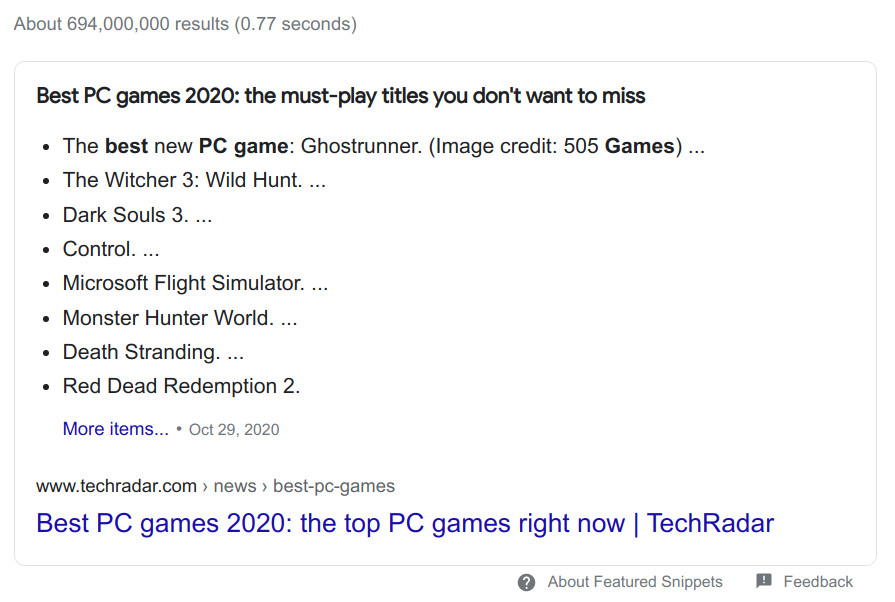 About 694,000,000 results (0.77 seconds)
Best PC games 2020: the must-play titles you don't want to miss
• The best new PC game: Ghostrunner. (Image credit: 505 Games) ...
• The Witcher 3: Wild Hunt. ...
• Dark Souls 3. ...
• Control. ...
• Microsoft Flight Simulator. ...
• Monster Hunter World. ...
• Death Stranding. ...
• Red Dead Redemption 2.
More items... • Oct 29, 2020
www.techradar.com › news › best-pc-games
Best PC games 2020: the top PC games right now | TechRadar
About Featured Snippets Feedback